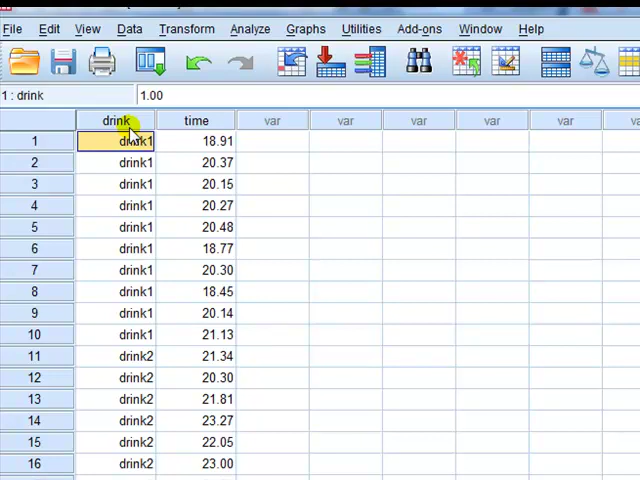 File Edit View Data Transform Analyze Graphs Utilities Add-ons Window Help
1 : drink 1.00
drink time var var var var var
1 drink1 18.91
2 drink1 20.37
3 drink1 20.15
4 drink1 20.27
5 drink1 20.48
6 drink1 18.77
7 drink1 20.30
8 drink1 18.45
9 drink1 20.14
10 drink1 21.13
11 drink2 21.34
12 drink2 20.30
13 drink2 21.81
14 drink2 23.27
15 drink2 22.05
16 drink2 23.00